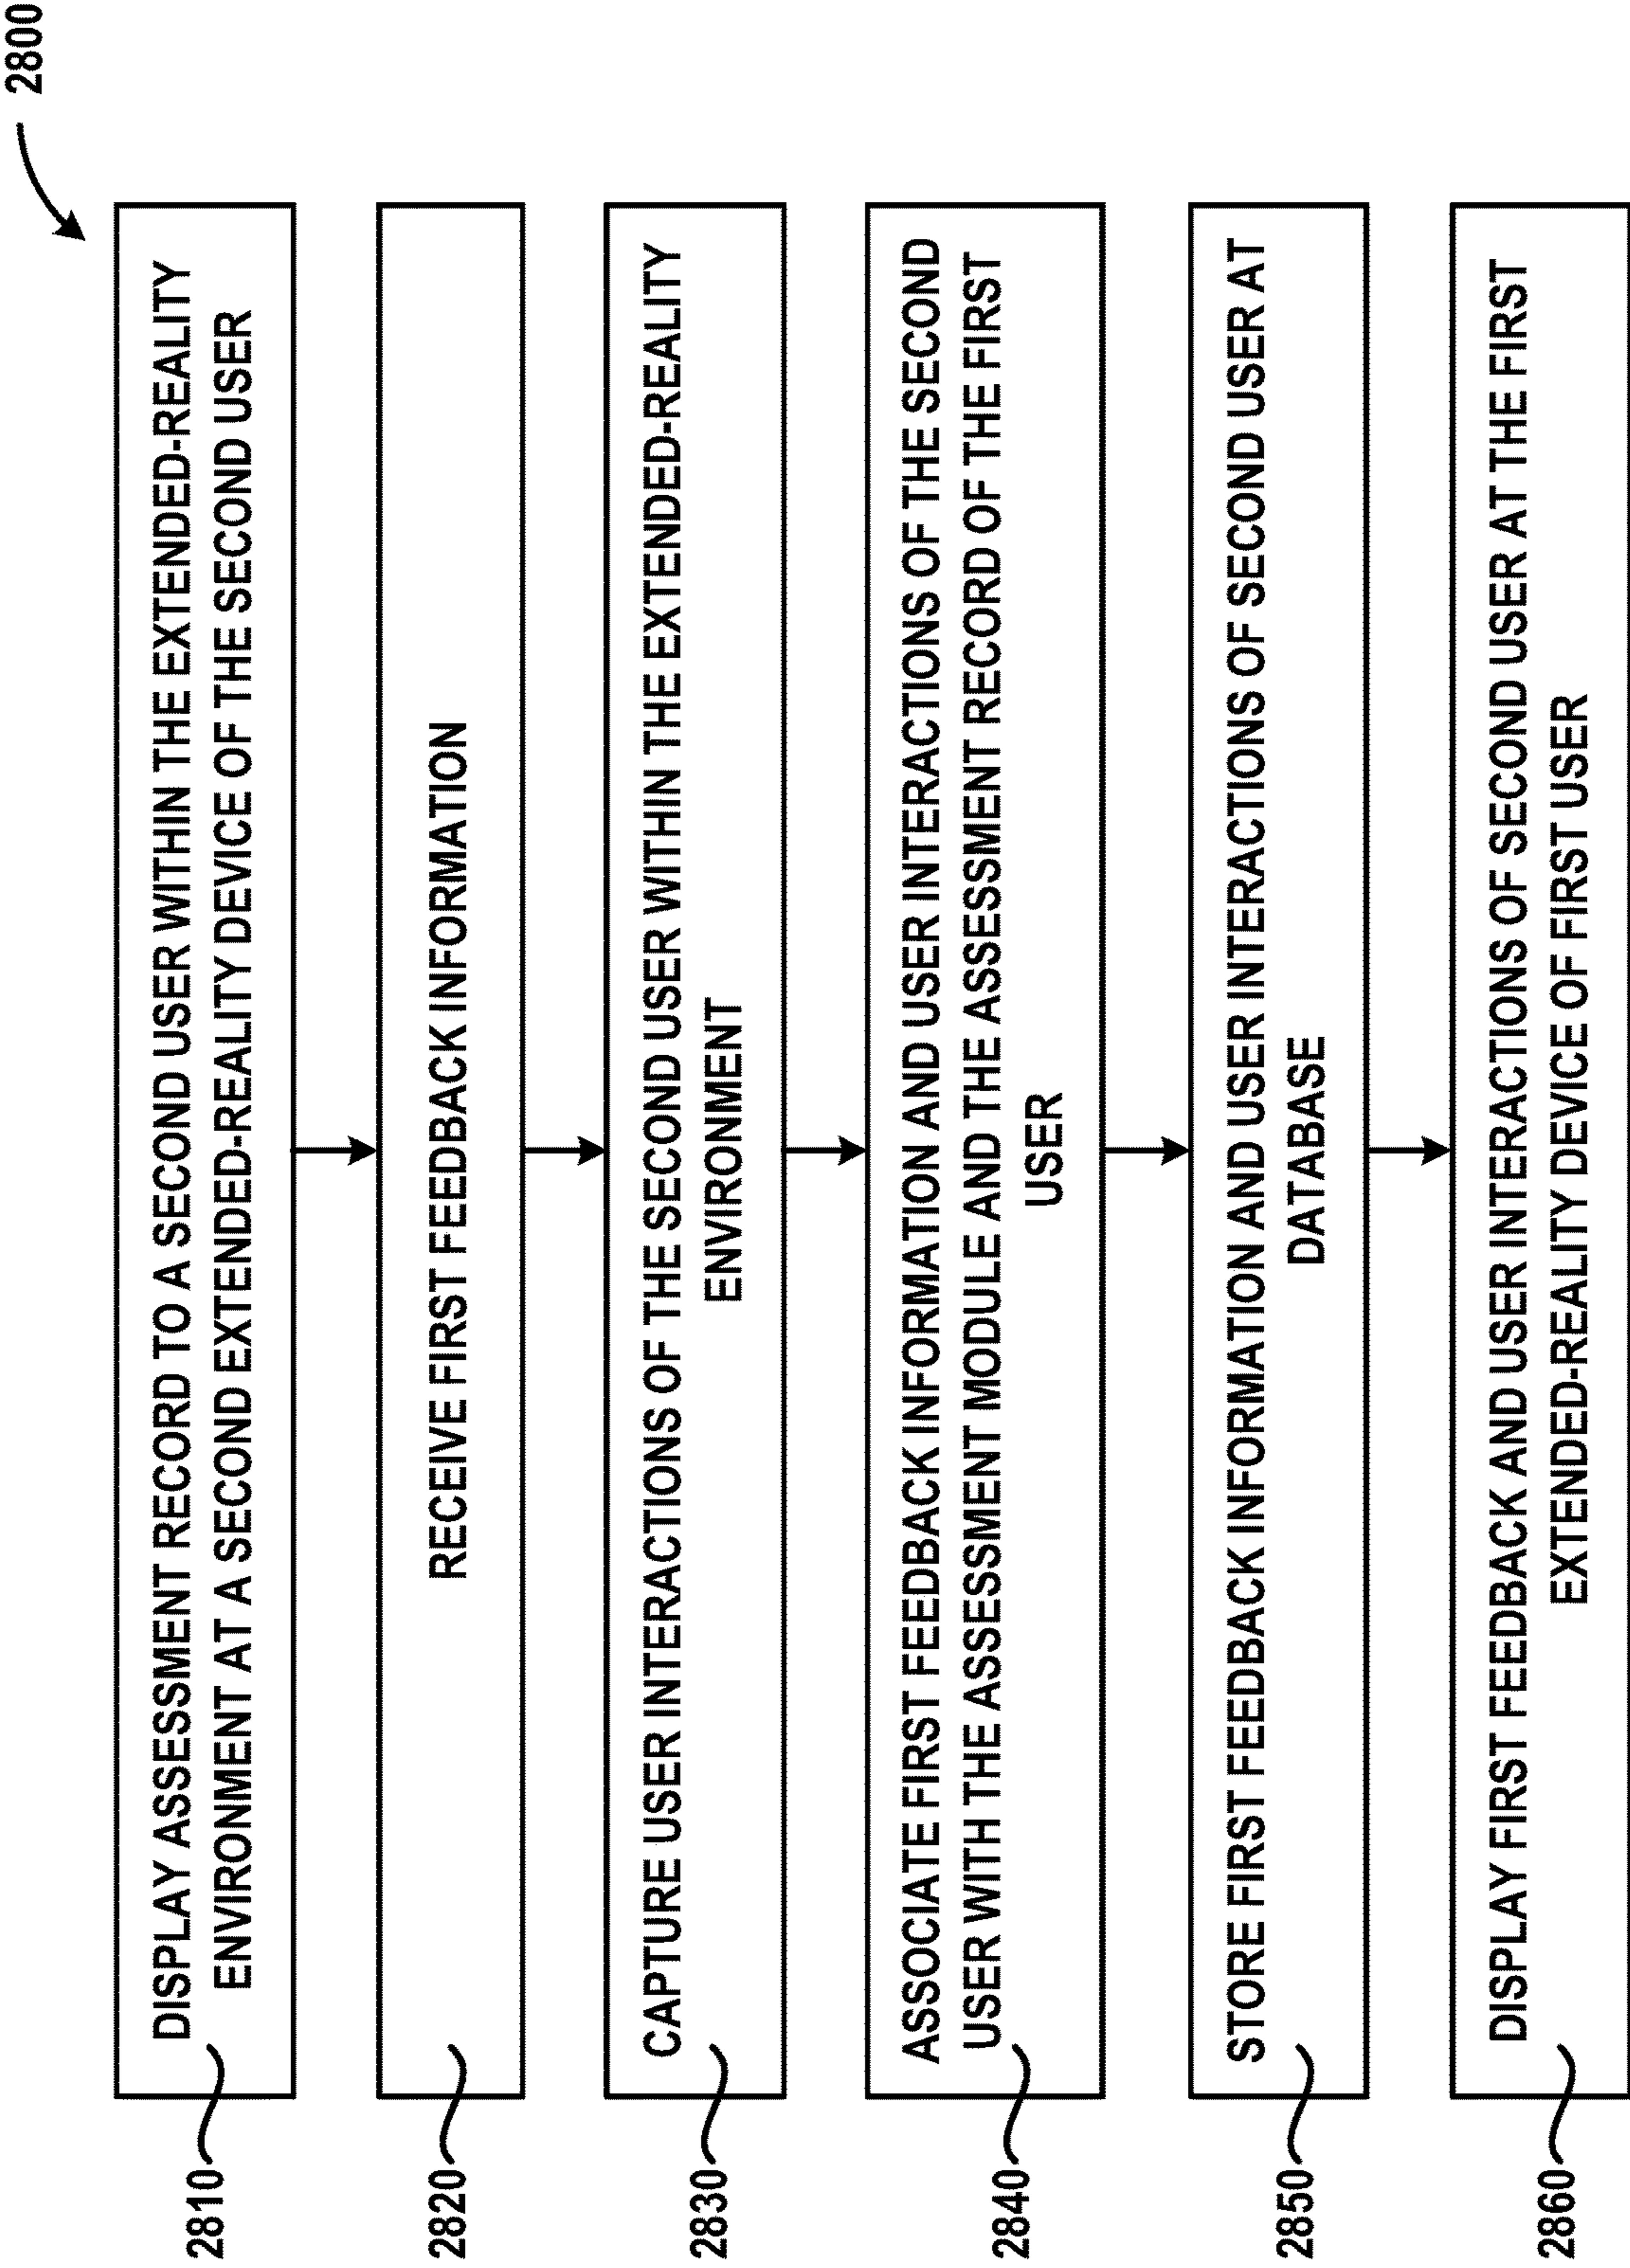 2800
DISPLAY ASSESSMENT RECORD TO A SECOND USER WITHIN THE EXTENDED-REALITY
ENVIRONMENT AT A SECOND EXTENDED-REALITY DEVICE OF THE SECOND USER
2810
RECEIVE FIRST FEEDBACK INFORMATION
2820
CAPTURE USER INTERACTIONS OF THE SECOND USER WITHIN THE EXTENDED-REALITY
ENVIRONMENT
2830
ASSOCIATE FIRST FEEDBACK INFORMATION AND USER INTERACTIONS OF THE SECOND
USER WITH THE ASSESSMENT MODULE AND THE ASSESSMENT RECORD OF THE FIRST
USER
2840
STORE FIRST FEEDBACK INFORMATION AND USER INTERACTIONS OF SECOND USER AT
DATABASE
2850
DISPLAY FIRST FEEDBACK AND USER INTERACTIONS OF SECOND USER AT THE FIRST
EXTENDED-REALITY DEVICE OF FIRST USER
2860